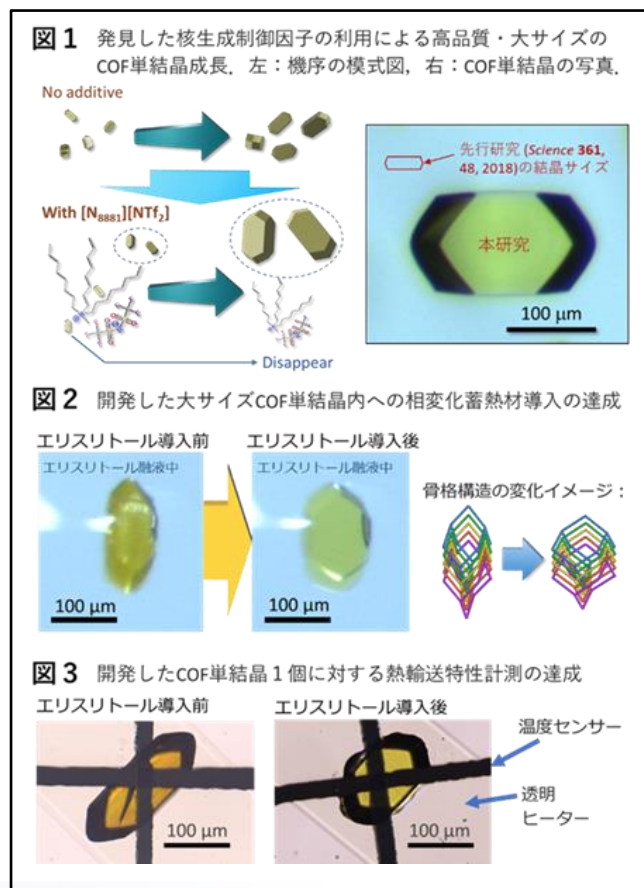 図1 発見した核生成制御因子の利用による高品質・大サイズの
COF単結晶成長．左：機序の模式図，右：COF単結晶の写真．
No additive
With [N8881][NTf2]
Disappear
先行研究 (Science 361,
48, 2018)の結晶サイズ
本研究
100 µm
図2 開発した大サイズCOF単結晶内への相変化蓄熱材導入の達成
エリスリトール導入前
エリスリトール融液中
100 µm
エリスリトール導入後
エリスリトール融液中
100 µm
骨格構造の変化イメージ：
図3 開発したCOF単結晶１個に対する熱輸送特性計測の達成
エリスリトール導入前
100 µm
エリスリトール導入後
100 µm
温度センサー
透明
ヒーター